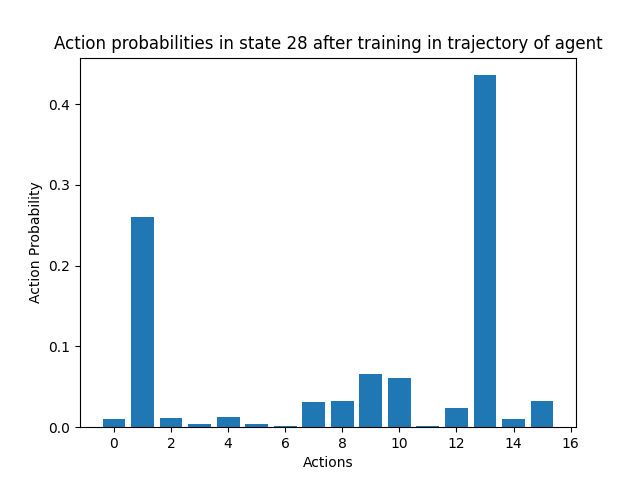 Action probabilities in state 28 after training in trajectory of agent
0.4
0.3
0.2
0.1
0.0
Action Probability
0 2 4 6 8 10 12 14 16
Actions